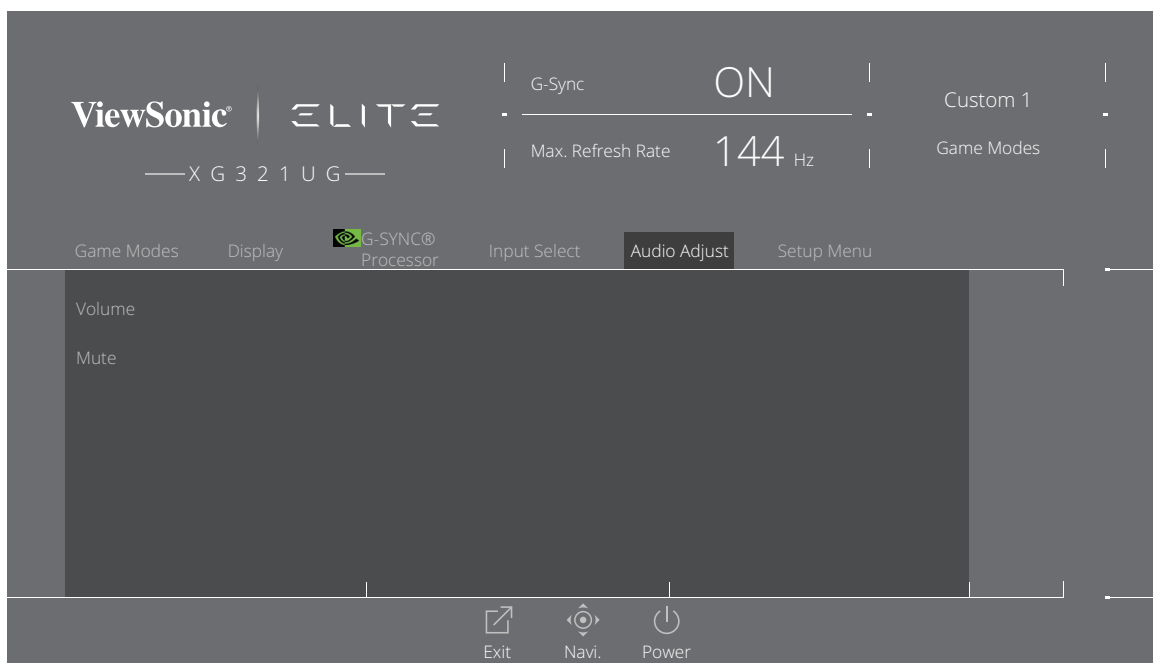 ViewSonic® ELITE
XG321UG
G-Sync ON
Max. Refresh Rate 144 Hz
Custom 1
Game Modes
Game Modes Display G-SYNC® Processor Input Select Audio Adjust Setup Menu
Volume
Mute
Exit Navi. Power